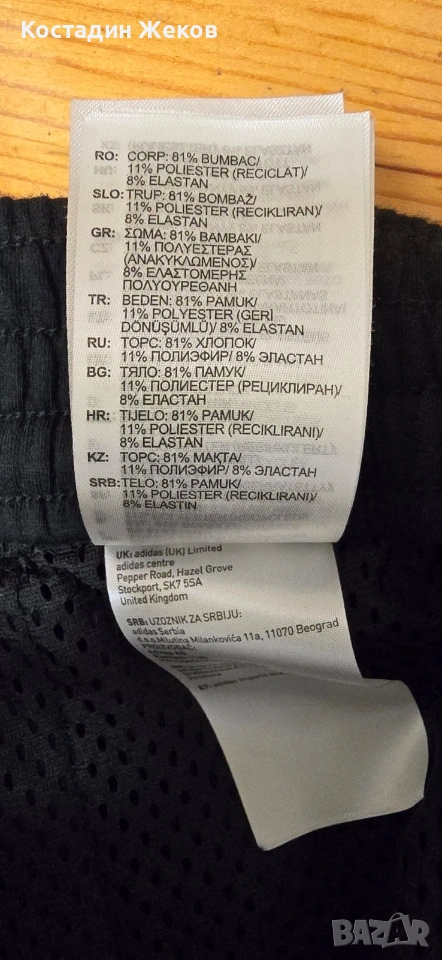 Костадин Жеков
RO: CORP: 81% BUMBAC/
11% POLIESTER (RECICLAT)/
8% ELASTAN
SLO: TRUP: 81% BOMBAŽ/
11% POLIESTER (RECIKLIRAN)/
8% ELASTAN
GR: ΣΩΜΑ: 81% ΒΑΜΒΑΚΙ/
11% ΠΟΛΥΕΣΤΕΡΑΣ
(ΑΝΑΚΥΚΛΩΜΕΝΟΣ)/
8% ΕΛΑΣΤΟΜΕΡΗΣ
ΠΟΛΥΟΥΡΕΘΑΝΗ
TR: BEDEN: 81% PAMUK/
11% POLYESTER (GERİ
DÖNÜŞÜMLÜ)/ 8% ELASTAN
RU: ТОРС: 81% ХЛОПОК/
11% ПОЛИЭФИР/ 8% ЭЛАСТАН
BG: ТЯЛО: 81% ПАМУК/
11% ПОЛИЕСТЕР (РЕЦИКЛИРАН)/
8% ЕЛАСТАН
HR: TIJELO: 81% PAMUK/
11% POLIESTER (RECIKLIRANI)/
8% ELASTAN
KZ: ТОРС: 81% МАҚТА/
11% ПОЛИЭФИР/ 8% ЭЛАСТАН
SRB: TELO: 81% PAMUK/
11% POLIESTER (RECIKLIRANI)/
8% ELASTIN
UK: adidas (UK) Limited
adidas centre
Pepper Road, Hazel Grove
Stockport, SK7 5SA
United Kingdom
SRB: UZOZNIK ZA SRBIJU:
adidas Serbia
d.o.o Milutina Milankovića 11a, 11070 Beograd
BAZAR